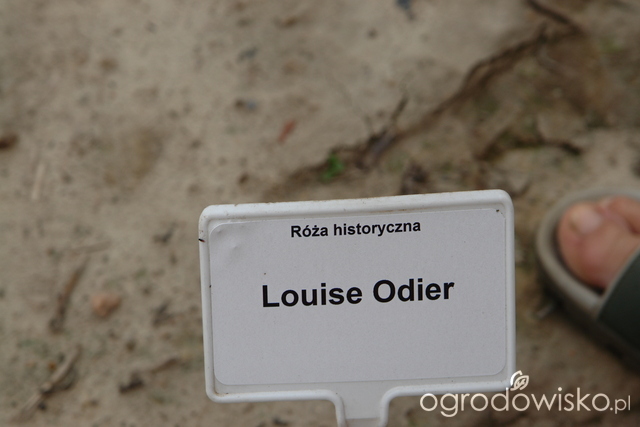 Róża historyczna
Louise Odier
ogrodowisko.pl